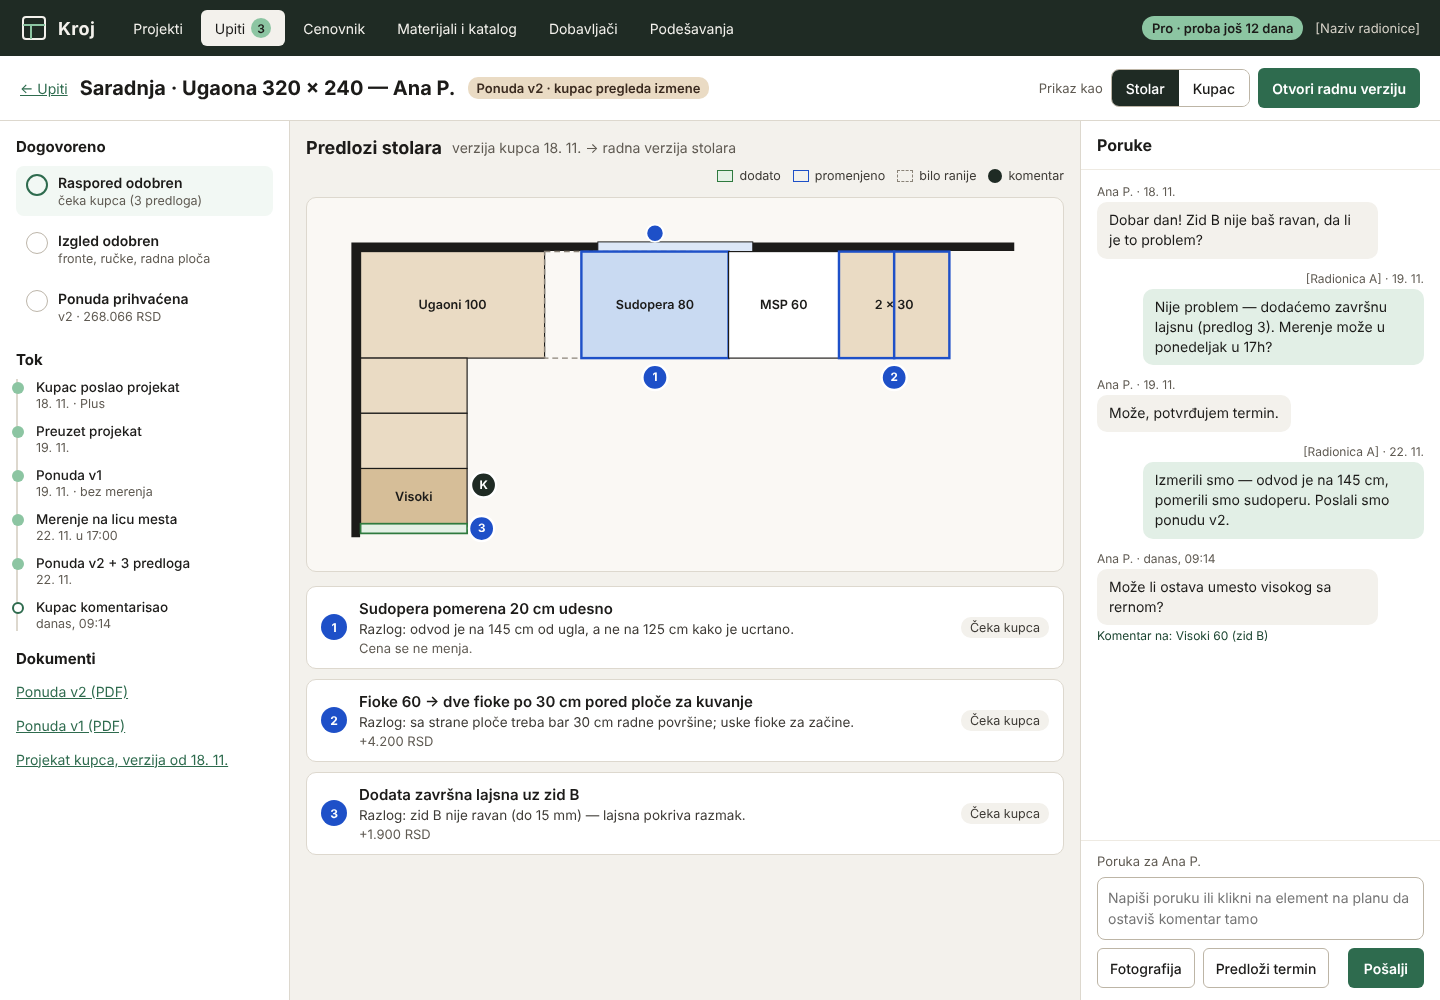 Kroj
Projekti
Upiti 3
Cenovnik
Materijali i katalog
Dobavljači
Podešavanja
Pro · proba još 12 dana
[Naziv radionice]
← Upiti
Saradnja · Ugaona 320 × 240 — Ana P.
Ponuda v2 · kupac pregleda izmene
Prikaz kao
Stolar
Kupac
Otvori radnu verziju
Dogovoreno
Raspored odobren
čeka kupca (3 predloga)
Izgled odobren
fronte, ručke, radna ploča
Ponuda prihvaćena
v2 · 268.066 RSD
Tok
Kupac poslao projekat
18. 11. · Plus
Preuzet projekat
19. 11.
Ponuda v1
19. 11. · bez merenja
Merenje na licu mesta
22. 11. u 17:00
Ponuda v2 + 3 predloga
22. 11.
Kupac komentarisao
danas, 09:14
Dokumenti
Ponuda v2 (PDF)
Ponuda v1 (PDF)
Projekat kupca, verzija od 18. 11.
Predlozi stolara
verzija kupca 18. 11. → radna verzija stolara
dodato
promenjeno
bilo ranije
komentar
Ugaoni 100
Sudopera 80
MSP 60
2 × 30
1
2
Visoki
K
3
1
Sudopera pomerena 20 cm udesno
Razlog: odvod je na 145 cm od ugla, a ne na 125 cm kako je ucrtano.
Cena se ne menja.
Čeka kupca
2
Fioke 60 → dve fioke po 30 cm pored ploče za kuvanje
Razlog: sa strane ploče treba bar 30 cm radne površine; uske fioke za začine.
+4.200 RSD
Čeka kupca
3
Dodata završna lajsna uz zid B
Razlog: zid B nije ravan (do 15 mm) — lajsna pokriva razmak.
+1.900 RSD
Čeka kupca
Poruke
Ana P. · 18. 11.
Dobar dan! Zid B nije baš ravan, da li
je to problem?
[Radionica A] · 19. 11.
Nije problem — dodaćemo završnu
lajsnu (predlog 3). Merenje može u
ponedeljak u 17h?
Ana P. · 19. 11.
Može, potvrđujem termin.
[Radionica A] · 22. 11.
Izmerili smo — odvod je na 145 cm,
pomerili smo sudoperu. Poslali smo
ponudu v2.
Ana P. · danas, 09:14
Može li ostava umesto visokog sa
rernom?
Komentar na: Visoki 60 (zid B)
Poruka za Ana P.
Napiši poruku ili klikni na element na planu da
ostaviš komentar tamo
Fotografija
Predloži termin
Pošalji